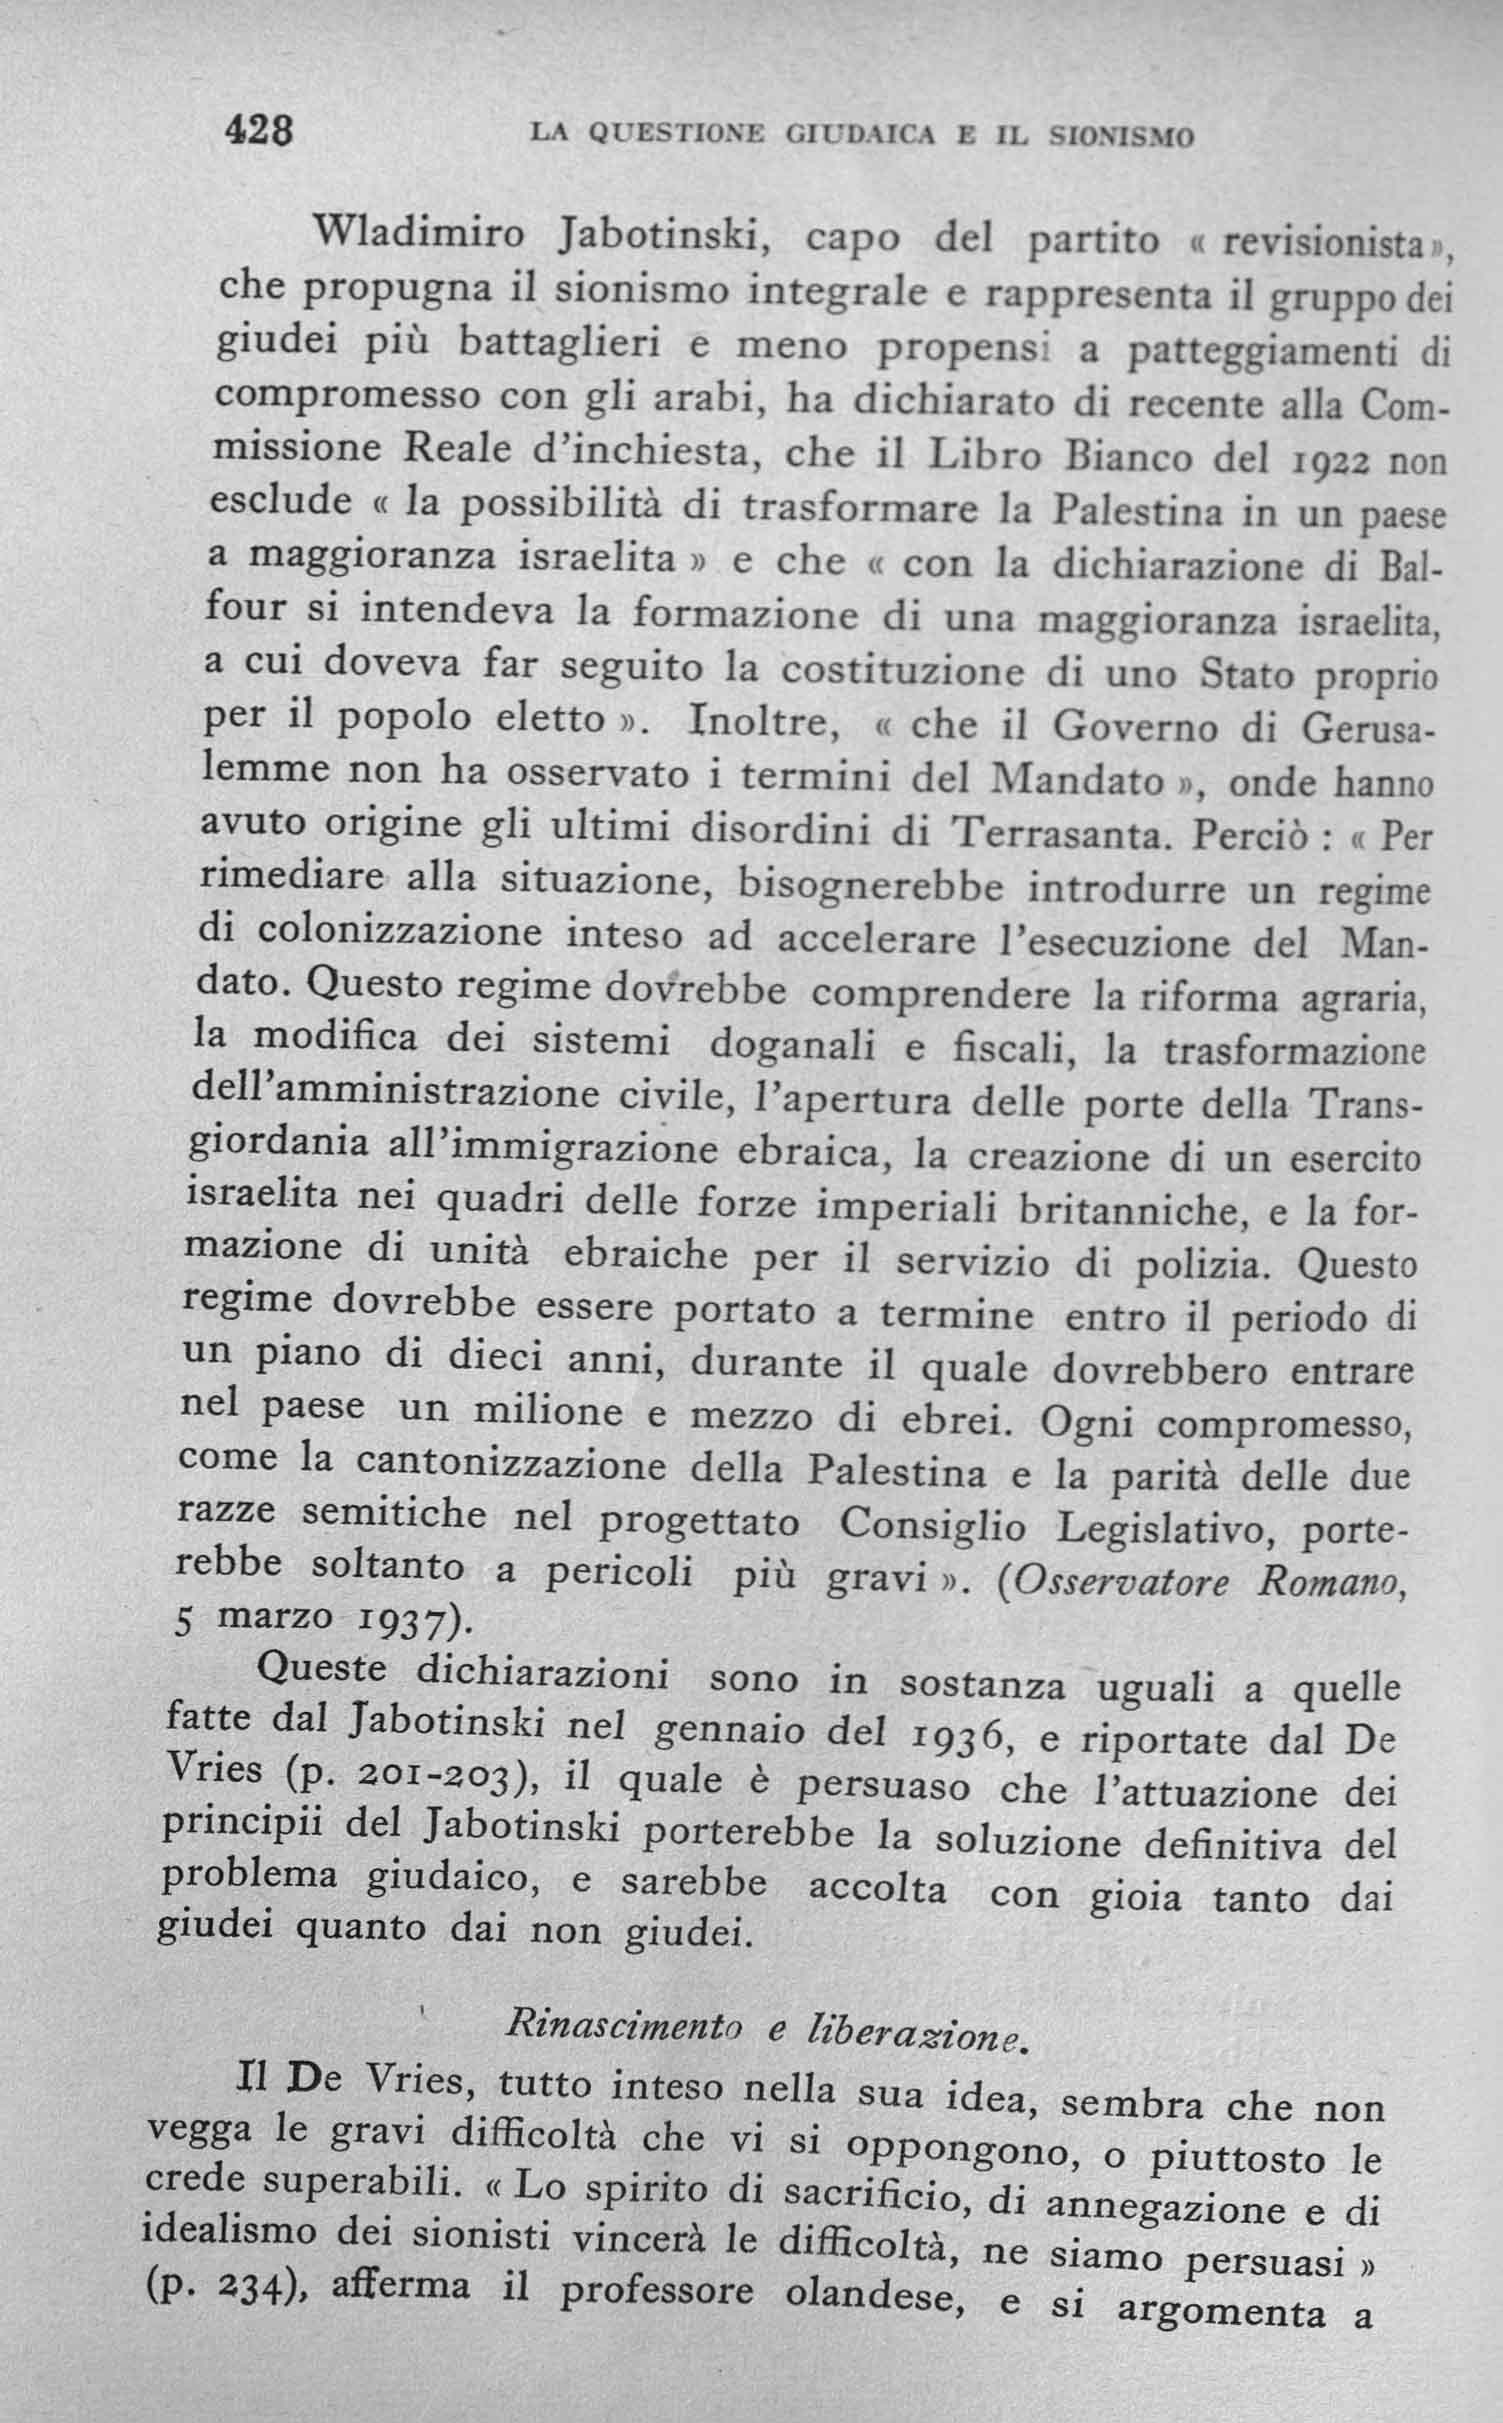 428 LA QUESTIONE GIUDAICA E IL SIONISMO
Wladimiro Jabotinski, capo del partito « revisionista »,
che propugna il sionismo integrale e rappresenta il gruppo dei
giudei più battaglieri e meno propensi a patteggiamenti di
compromesso con gli arabi, ha dichiarato di recente alla Com-
missione Reale d'inchiesta, che il Libro Bianco del 1922 non
esclude « la possibilità di trasformare la Palestina in un paese
a maggioranza israelita » e che « con la dichiarazione di Bal-
four si intendeva la formazione di una maggioranza israelita,
a cui doveva far seguito la costituzione di uno Stato proprio
per il popolo eletto ». Inoltre, « che il Governo di Gerusa-
lemme non ha osservato i termini del Mandato », onde hanno
avuto origine gli ultimi disordini di Terrasanta. Perciò : « Per
rimediare alla situazione, bisognerebbe introdurre un regime
di colonizzazione inteso ad accelerare l'esecuzione del Man-
dato. Questo regime dovrebbe comprendere la riforma agraria,
la modifica dei sistemi doganali e fiscali, la trasformazione
dell'amministrazione civile, l'apertura delle porte della Trans-
giordania all'immigrazione ebraica, la creazione di un esercito
israelita nei quadri delle forze imperiali britanniche, e la for-
mazione di unità ebraiche per il servizio di polizia. Questo
regime dovrebbe essere portato a termine entro il periodo di
un piano di dieci anni, durante il quale dovrebbero entrare
nel paese un milione e mezzo di ebrei. Ogni compromesso,
come la cantonizzazione della Palestina e la parità delle due
razze semitiche nel progettato Consiglio Legislativo, porte-
rebbe soltanto a pericoli più gravi ». (Osservatore Romano,
5 marzo 1937).
Queste dichiarazioni sono in sostanza uguali a quelle
fatte dal Jabotinski nel gennaio del 1936, e riportate dal De
Vries (p. 201-203), il quale è persuaso che l'attuazione dei
principii del Jabotinski porterebbe la soluzione definitiva del
problema giudaico, e sarebbe accolta con gioia tanto dai
giudei quanto dai non giudei.
Rinascimento e liberazione.
Il De Vries, tutto inteso nella sua idea, sembra che non
vegga le gravi difficoltà che vi si oppongono, o piuttosto le
crede superabili. « Lo spirito di sacrificio, di annegazione e di
idealismo dei sionisti vincerà le difficoltà, ne siamo persuasi »
(p. 234), afferma il professore olandese, e si argomenta a